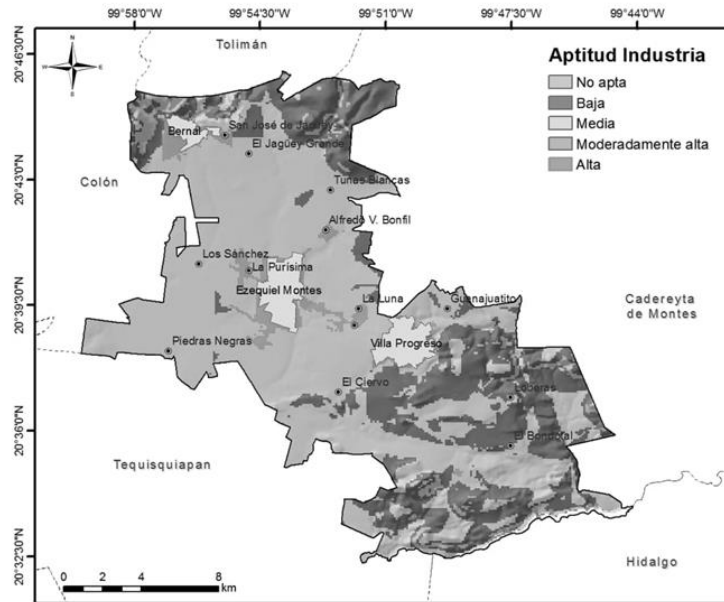 99°58'0"O 99°54'30"O 99°51'0"O 99°47'30"O 99°44'0"O
20°46'30"N
20°43'0"N
20°39'30"N
20°36'0"N
20°32'30"N
N
W E
S
Tolimán
Aptitud Industria
No apta
Baja
Media
Moderadamente alta
Alta
Bernal
San José de Jagüey
El Jagüey Grande
Colón
Tunas Blancas
Alfredo V. Bonfil
Los Sánchez
La Purísima
Ezequiel Montes
La Luna
Guanajuatito
Cadereyta
de Montes
Piedras Negras
Villa Progreso
El Ciervo
Loberas
El Bondotal
Tequisquiapan
Hidalgo
0 2 4 8
km